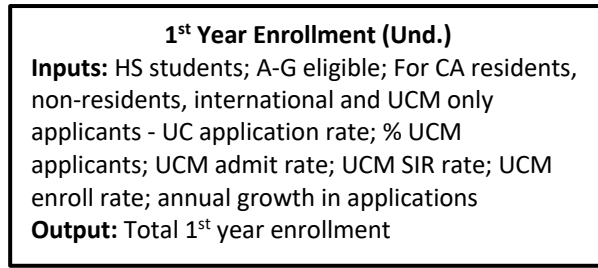 1st Year Enrollment (Und.)
Inputs: HS students; A-G eligible; For CA residents,
non-residents, international and UCM only
applicants - UC application rate; % UCM
applicants; UCM admit rate; UCM SIR rate; UCM
enroll rate; annual growth in applications
Output: Total 1st year enrollment